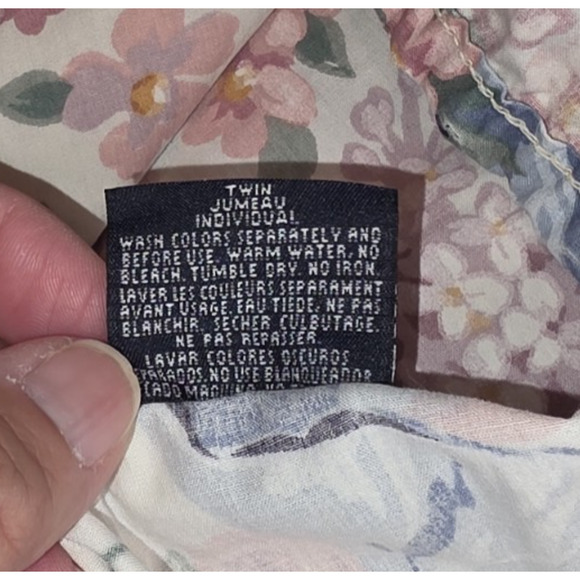 TWIN
JUMEAU
INDIVIDUAL
WASH COLORS SEPARATELY AND
BEFORE USE. WARM WATER. NO
BLEACH. TUMBLE DRY. NO IRON.
LAVER LES COULEURS SEPARAMENT
AVANT USAGE. EAU TIEDE. NE PAS
BLANCHIR. SECHER CULBUTAGE.
NE PAS REPASSER
LAVAR COLORES OSCUROS
EPARADOS. NO USE BLANQUEADOR